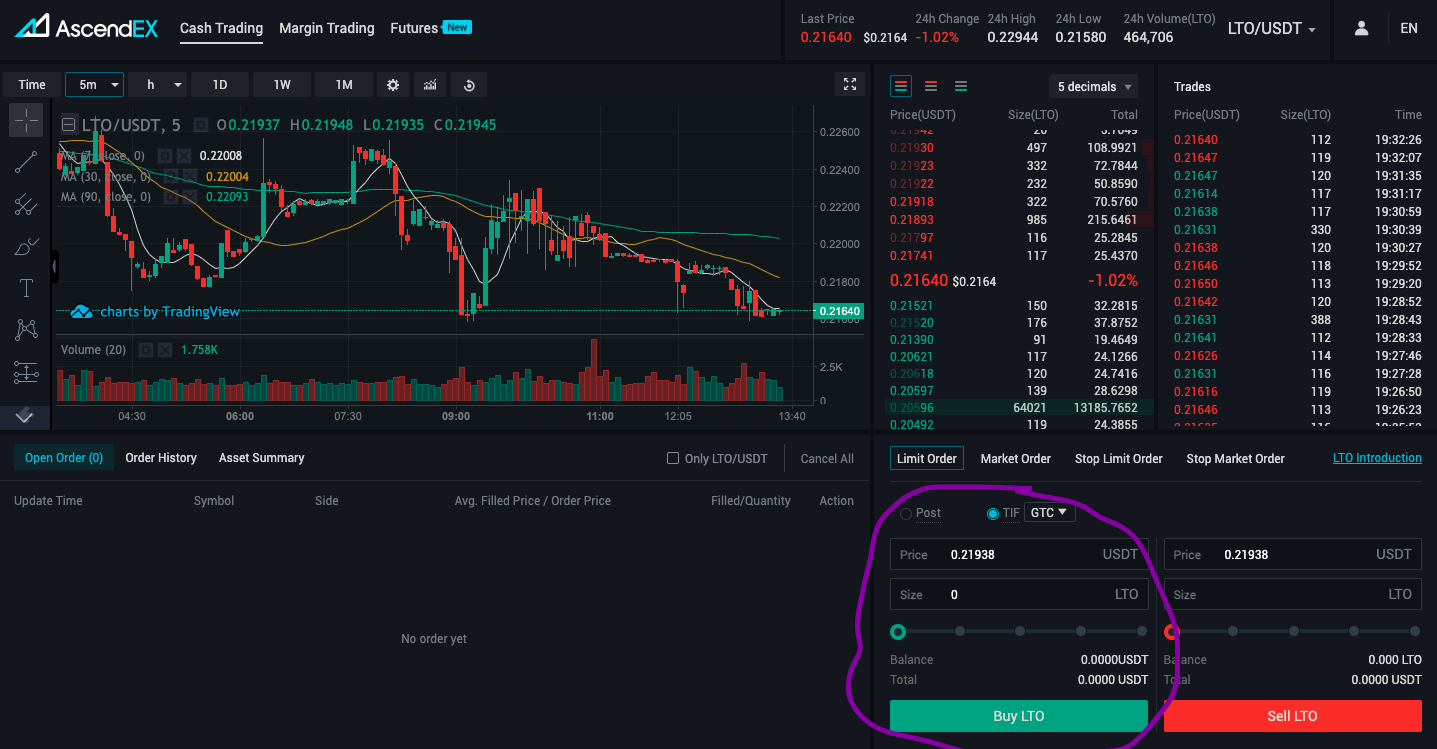 AscendEX
Cash Trading Margin Trading Futures New
Last Price 24h Change 24h High 24h Low 24h Volume(LTO)
0.21640 $0.2164 -1.02% 0.22944 0.21580 464,706
LTO/USDT
EN
Time 5m h 1D 1W 1M
LTO/USDT, 5 O0.21937 H0.21948 L0.21935 C0.21945
MA (7, close, 0) 0.22008
MA (30, close, 0) 0.22004
MA (90, close, 0) 0.22093
0.22600
0.22400
0.22200
0.22000
0.21800
0.21640
0.21600
charts by TradingView
Volume (20) 1.758K
2.5K
0
04:30 06:00 07:30 09:00 11:00 12:05 13:40
5 decimals
Price(USDT) Size(LTO) Total
0.21942 20 5.7049
0.21930 497 108.9921
0.21923 332 72.7844
0.21922 232 50.8590
0.21918 322 70.5760
0.21893 985 215.6461
0.21797 116 25.2845
0.21741 117 25.4370
0.21640 $0.2164 -1.02%
0.21521 150 32.2815
0.21520 176 37.8752
0.21390 91 19.4649
0.20621 117 24.1266
0.20618 120 24.7416
0.20597 139 28.6298
0.20596 64021 13185.7652
0.20492 119 24.3855
Trades
Price(USDT) Size(LTO) Time
0.21640 112 19:32:26
0.21647 119 19:32:07
0.21647 120 19:31:35
0.21614 117 19:31:17
0.21638 117 19:30:59
0.21631 330 19:30:39
0.21638 120 19:30:27
0.21646 118 19:29:52
0.21650 113 19:29:20
0.21642 120 19:28:52
0.21631 388 19:28:43
0.21641 112 19:28:33
0.21626 114 19:27:46
0.21631 116 19:27:28
0.21616 119 19:26:50
0.21646 113 19:26:23
Open Order (0) Order History Asset Summary
Only LTO/USDT Cancel All
Update Time Symbol Side Avg. Filled Price / Order Price Filled/Quantity Action
No order yet
Limit Order Market Order Stop Limit Order Stop Market Order LTO Introduction
Post TIF GTC
Price 0.21938 USDT
Size 0 LTO
Balance 0.0000USDT
Total 0.0000 USDT
Buy LTO
Price 0.21938 USDT
Size LTO
Balance 0.000 LTO
Total 0.0000 USDT
Sell LTO